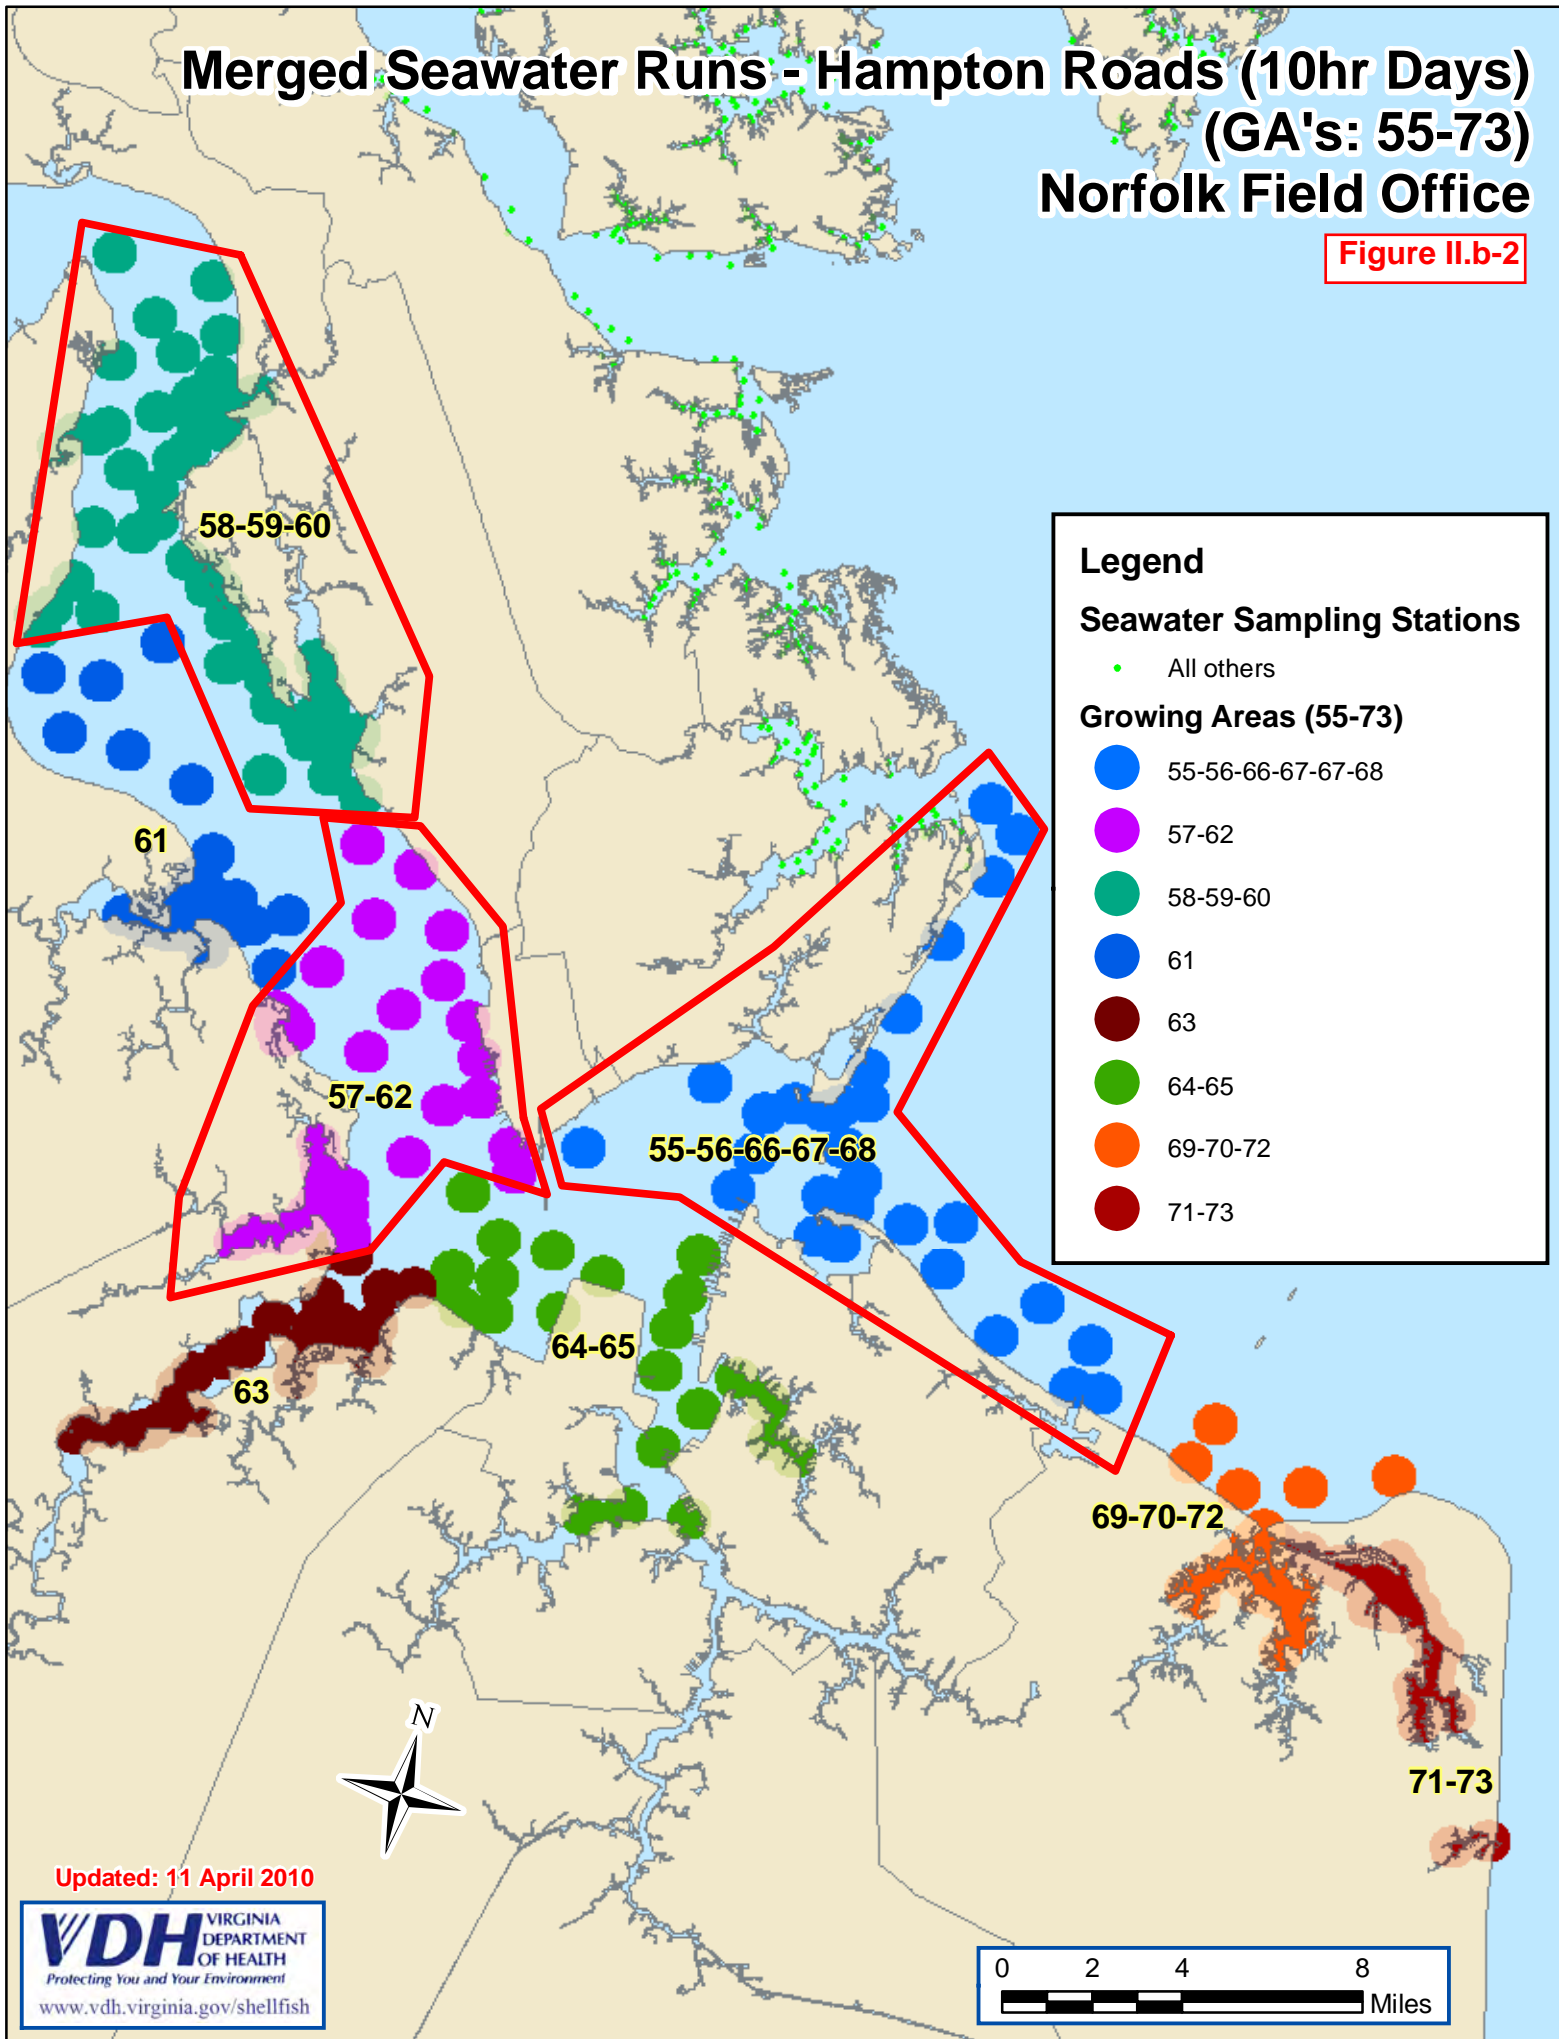 Merged Seawater Runs - Hampton Roads (10hr Days)
(GA's: 55-73)
Norfolk Field Office
Figure II.b-2
58-59-60
Legend
Seawater Sampling Stations
All others
Growing Areas (55-73)
55-56-66-67-67-68
57-62
58-59-60
61
63
64-65
69-70-72
71-73
61
57-62
55-56-66-67-68
64-65
63
69-70-72
N
71-73
Updated: 11 April 2010
VDH
VIRGINIA
DEPARTMENT
OF HEALTH
Protecting You and Your Environment
www.vdh.virginia.gov/shellfish
0 2 4 8
Miles